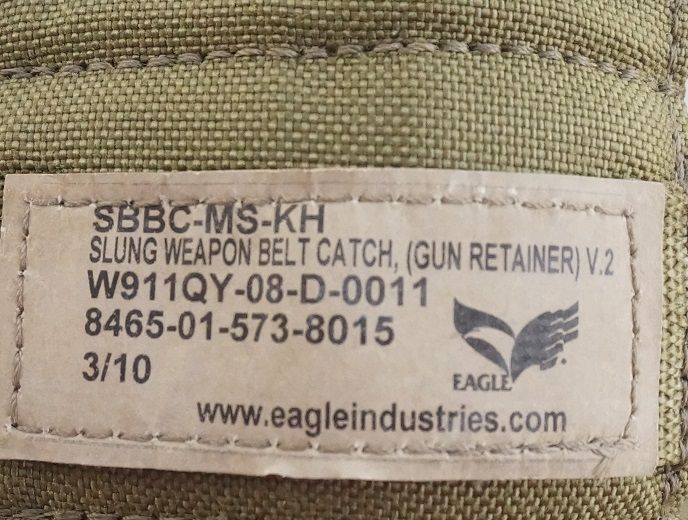 SBBC-MS-KH
SLUNG WEAPON BELT CATCH, (GUN RETAINER) V.2
W911QY-08-D-0011
8465-01-573-8015
3/10
EAGLE
www.eagleindustries.com